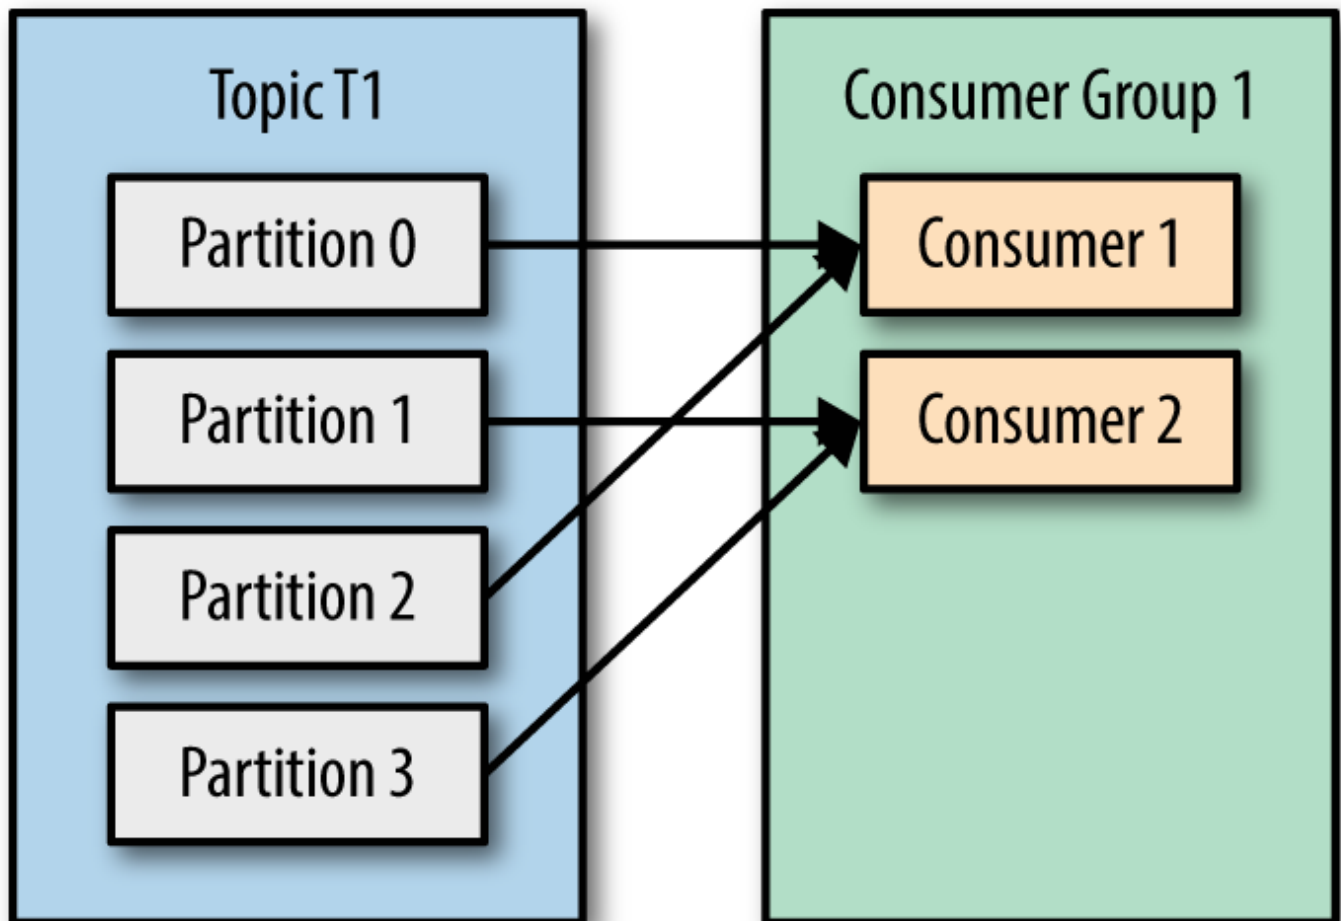 Topic T1
Partition 0
Partition 1
Partition 2
Partition 3
Consumer Group 1
Consumer 1
Consumer 2